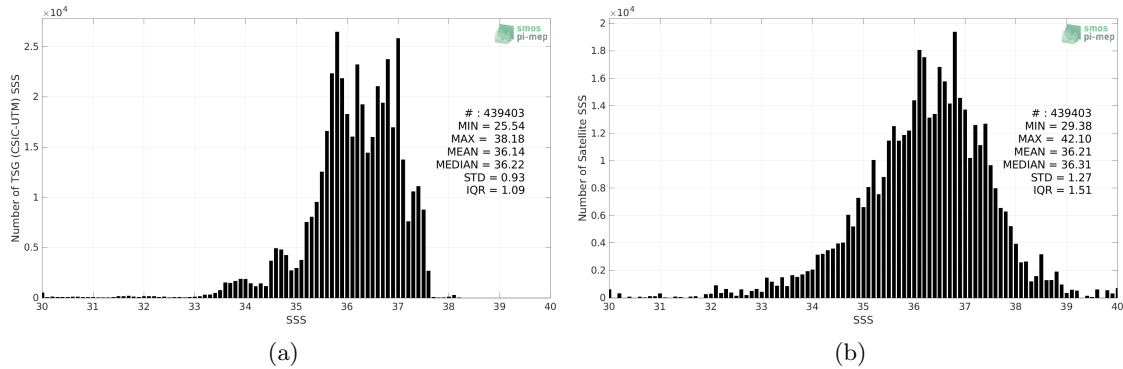 ×10⁴
2.5
2
1.5
1
0.5
0
Number of TSG (CSIC-UTM) SSS
smos
pi-mep
# : 439403
MIN = 25.54
MAX = 38.18
MEAN = 36.14
MEDIAN = 36.22
STD = 0.93
IQR = 1.09
30 31 32 33 34 35 36 37 38 39 40
SSS
(a)
×10⁴
2
1.8
1.6
1.4
1.2
1
0.8
0.6
0.4
0.2
0
Number of Satellite SSS
smos
pi-mep
# : 439403
MIN = 29.38
MAX = 42.10
MEAN = 36.21
MEDIAN = 36.31
STD = 1.27
IQR = 1.51
30 31 32 33 34 35 36 37 38 39 40
SSS
(b)